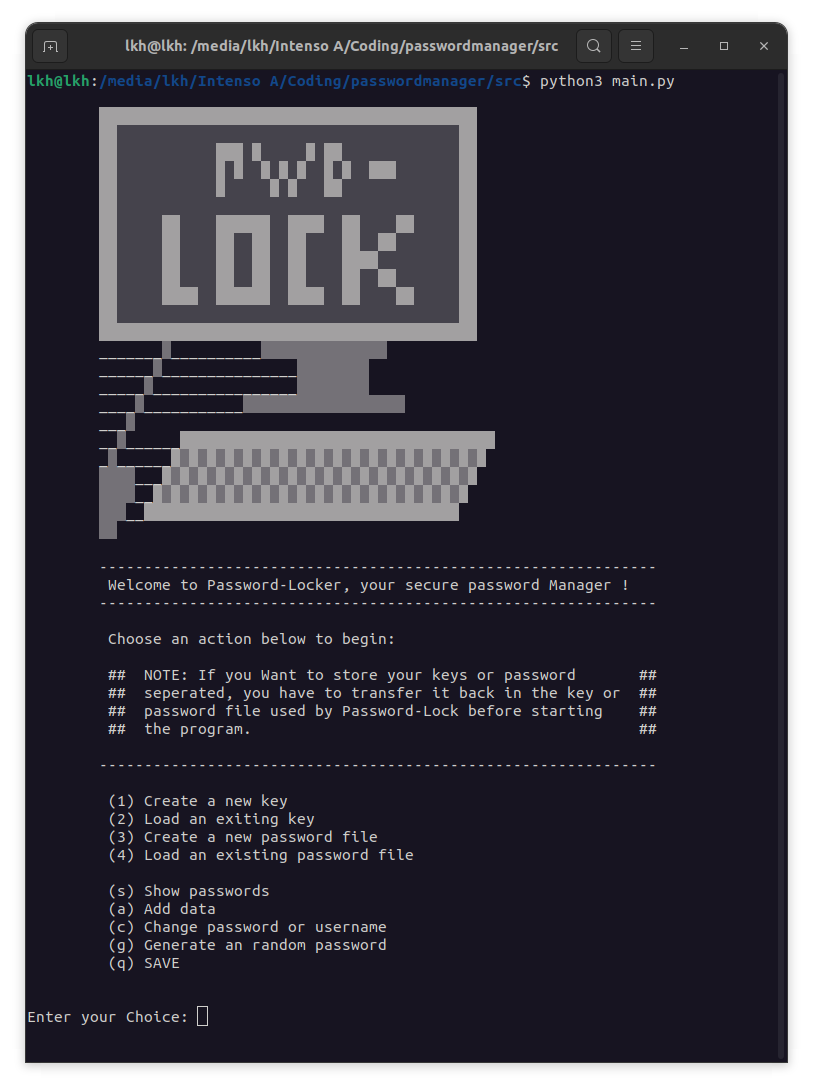 lkh@lkh: /media/lkh/Intenso A/Coding/passwordmanager/src
lkh@lkh:/media/lkh/Intenso A/Coding/passwordmanager/src$ python3 main.py
PWD-
LOCK
--------------------------------------------------------------
Welcome to Password-Locker, your secure password Manager !
--------------------------------------------------------------
Choose an action below to begin:
## NOTE: If you Want to store your keys or password ##
## seperated, you have to transfer it back in the key or ##
## password file used by Password-Lock before starting ##
## the program. ##
--------------------------------------------------------------
(1) Create a new key
(2) Load an exiting key
(3) Create a new password file
(4) Load an existing password file
(s) Show passwords
(a) Add data
(c) Change password or username
(g) Generate an random password
(q) SAVE
Enter your Choice: